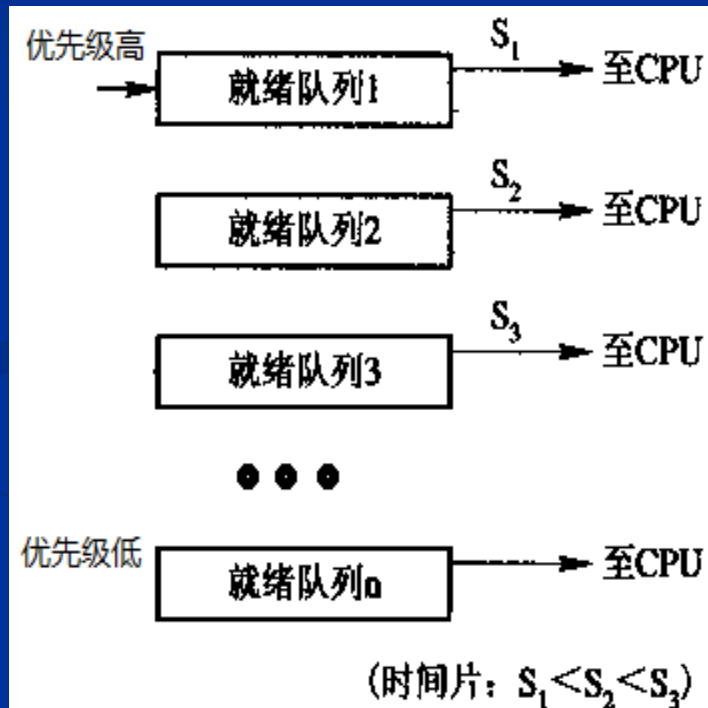 优先级高
就绪队列1
S₁
至CPU
就绪队列2
S₂
至CPU
就绪队列3
S₃
至CPU
●●●
优先级低
就绪队列n
至CPU
(时间片：S₁<S₂<S₃)